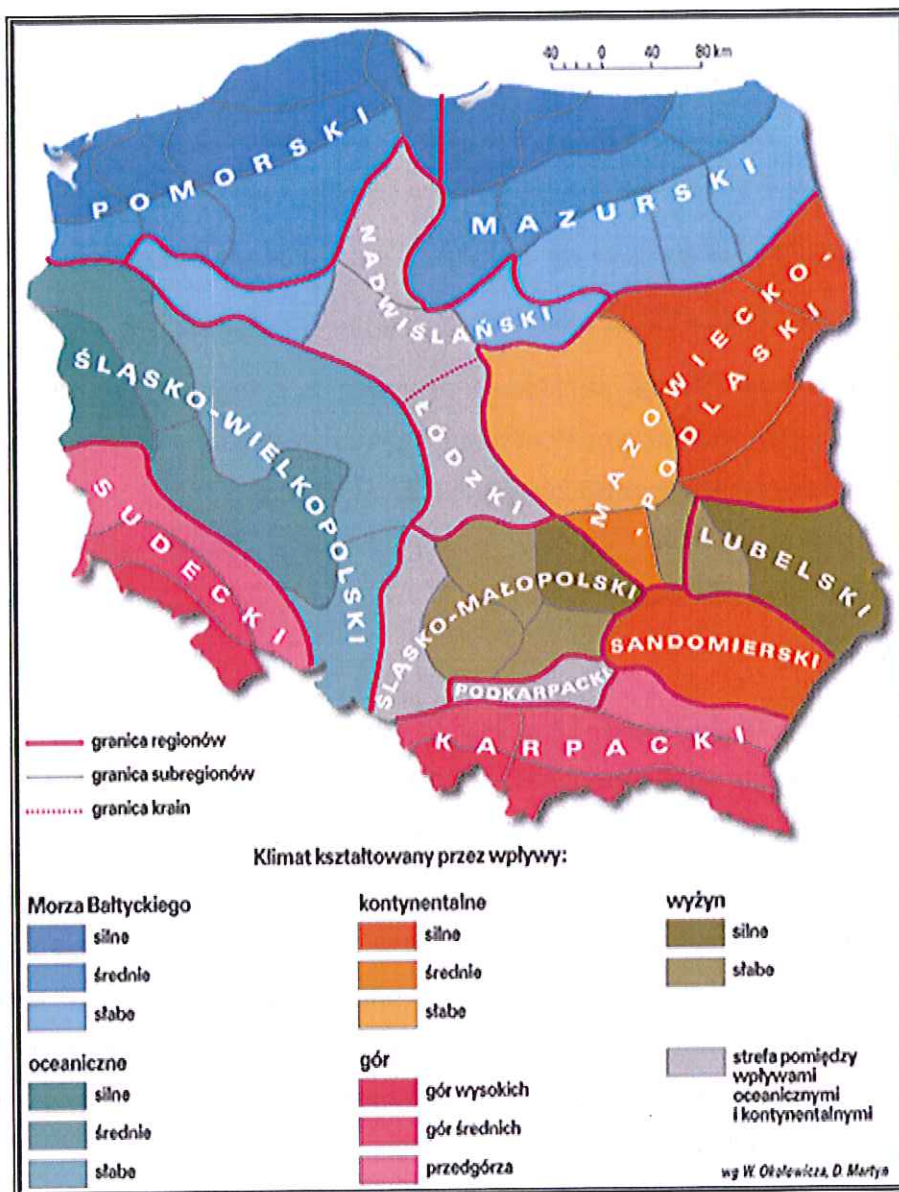 40 0 40 80 km
POMORSKI
MAZURSKI
NADWIŚLAŃSKI
MAZOWIECKO-
-PODLASKI
ŚLĄSKO-WIELKOPOLSKI
ŁÓDZKI
SUDECKI
LUBELSKI
ŚLĄSKO-MAŁOPOLSKI
SANDOMIERSKI
PODKARPACKI
KARPACKI
granica regionów
granica subregionów
granica krain
Klimat kształtowany przez wpływy:
Morza Bałtyckiego
silne
średnie
słabe
kontynentalne
silne
średnie
słabe
wyżyn
silne
słabe
oceaniczne
silne
średnie
słabe
gór
gór wysokich
gór średnich
przedgórza
strefa pomiędzy
wpływami
oceanicznymi
i kontynentalnymi
wg W. Okołowicza, D. Martyn